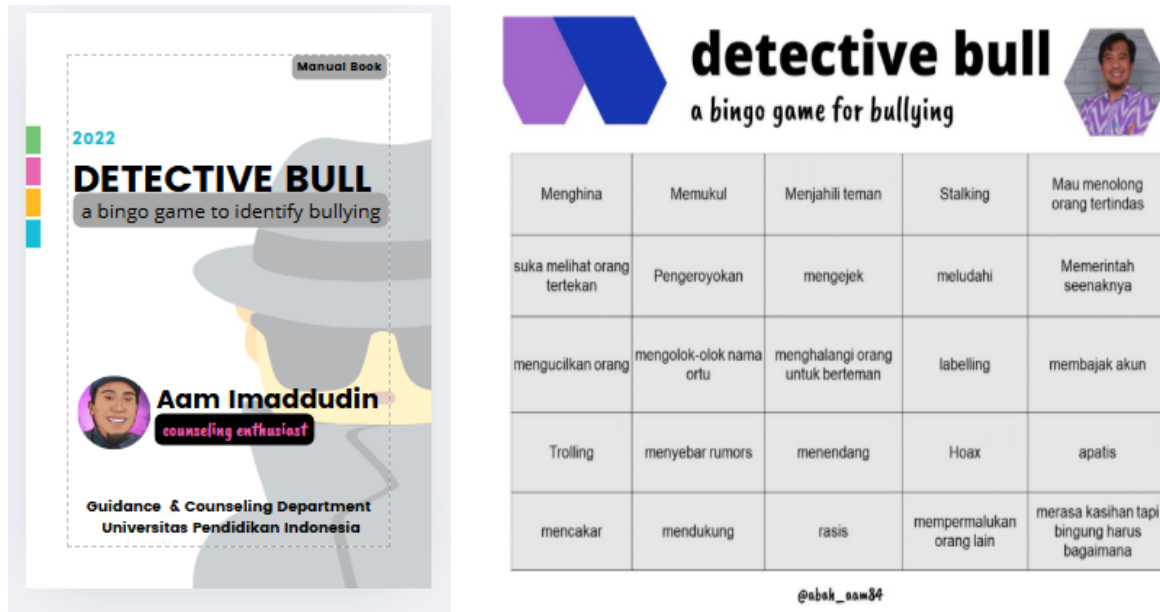 Manual Book
2022
DETECTIVE BULL
a bingo game to identify bullying
Aam Imaddudin
counseling enthusiast
Guidance & Counseling Department
Universitas Pendidikan Indonesia
detective bull
a bingo game for bullying
Menghina
Memukul
Menjahili teman
Stalking
Mau menolong
orang tertindas
suka melihat orang
tertekan
Pengeroyokan
mengejek
meludahi
Memerintah
seenaknya
mengucilkan orang
mengolok-olok nama
ortu
menghalangi orang
untuk berteman
labelling
membajak akun
Trolling
menyebar rumors
menendang
Hoax
apatis
mencakar
mendukung
rasis
mempermalukan
orang lain
merasa kasihan tapi
bingung harus
bagaimana
@abah_aam84